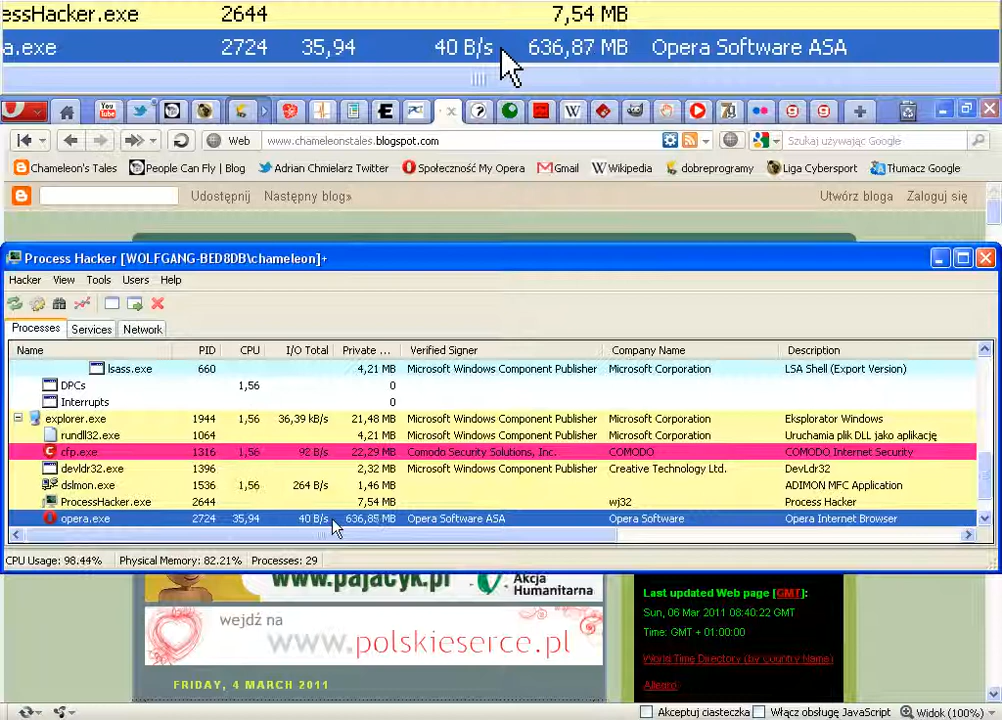 essHacker.exe 2644 7,54 MB
a.exe 2724 35,94 40 B/s 636,87 MB Opera Software ASA
Web www.chameleonstales.blogspot.com Szukaj używając Google
Chameleon's Tales People Can Fly | Blog Adrian Chmielarz Twitter Społeczność My Opera Gmail Wikipedia dobreprogramy Liga Cybersport Tłumacz Google
Udostępnij Następny blog» Utwórz bloga Zaloguj się
Process Hacker [WOLFGANG-BED8DB\chameleon]+
Hacker View Tools Users Help
Processes Services Network
Name PID CPU I/O Total Private ... Verified Signer Company Name Description
lsass.exe 660 4,21 MB Microsoft Windows Component Publisher Microsoft Corporation LSA Shell (Export Version)
DPCs 1,56 0
Interrupts 0
explorer.exe 1944 1,56 36,39 kB/s 21,48 MB Microsoft Windows Component Publisher Microsoft Corporation Eksplorator Windows
rundll32.exe 1064 4,21 MB Microsoft Windows Component Publisher Microsoft Corporation Uruchamia plik DLL jako aplikację
cfp.exe 1316 1,56 92 B/s 22,29 MB Comodo Security Solutions, Inc. COMODO COMODO Internet Security
devldr32.exe 1396 2,32 MB Microsoft Windows Component Publisher Creative Technology Ltd. DevLdr32
dslmon.exe 1536 1,56 264 B/s 1,46 MB ADIMON MFC Application
ProcessHacker.exe 2644 7,54 MB wj32 Process Hacker
opera.exe 2724 35,94 40 B/s 636,85 MB Opera Software ASA Opera Software Opera Internet Browser
CPU Usage: 98.44% Physical Memory: 82.21% Processes: 29
www.pajacyk.pl Akcja
Humanitarna
wejdź na
www.polskieserce.pl
FRIDAY, 4 MARCH 2011
Last updated Web page [GMT]:
Sun, 06 Mar 2011 08:40:22 GMT
Time: GMT + 01:00:00
World Time Directory (by Country Name)
Allegro
Akceptuj ciasteczka Włącz obsługę JavaScript Widok (100%)